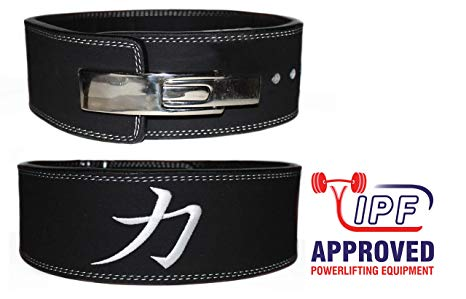 力
IPF
APPROVED
POWERLIFTING EQUIPMENT